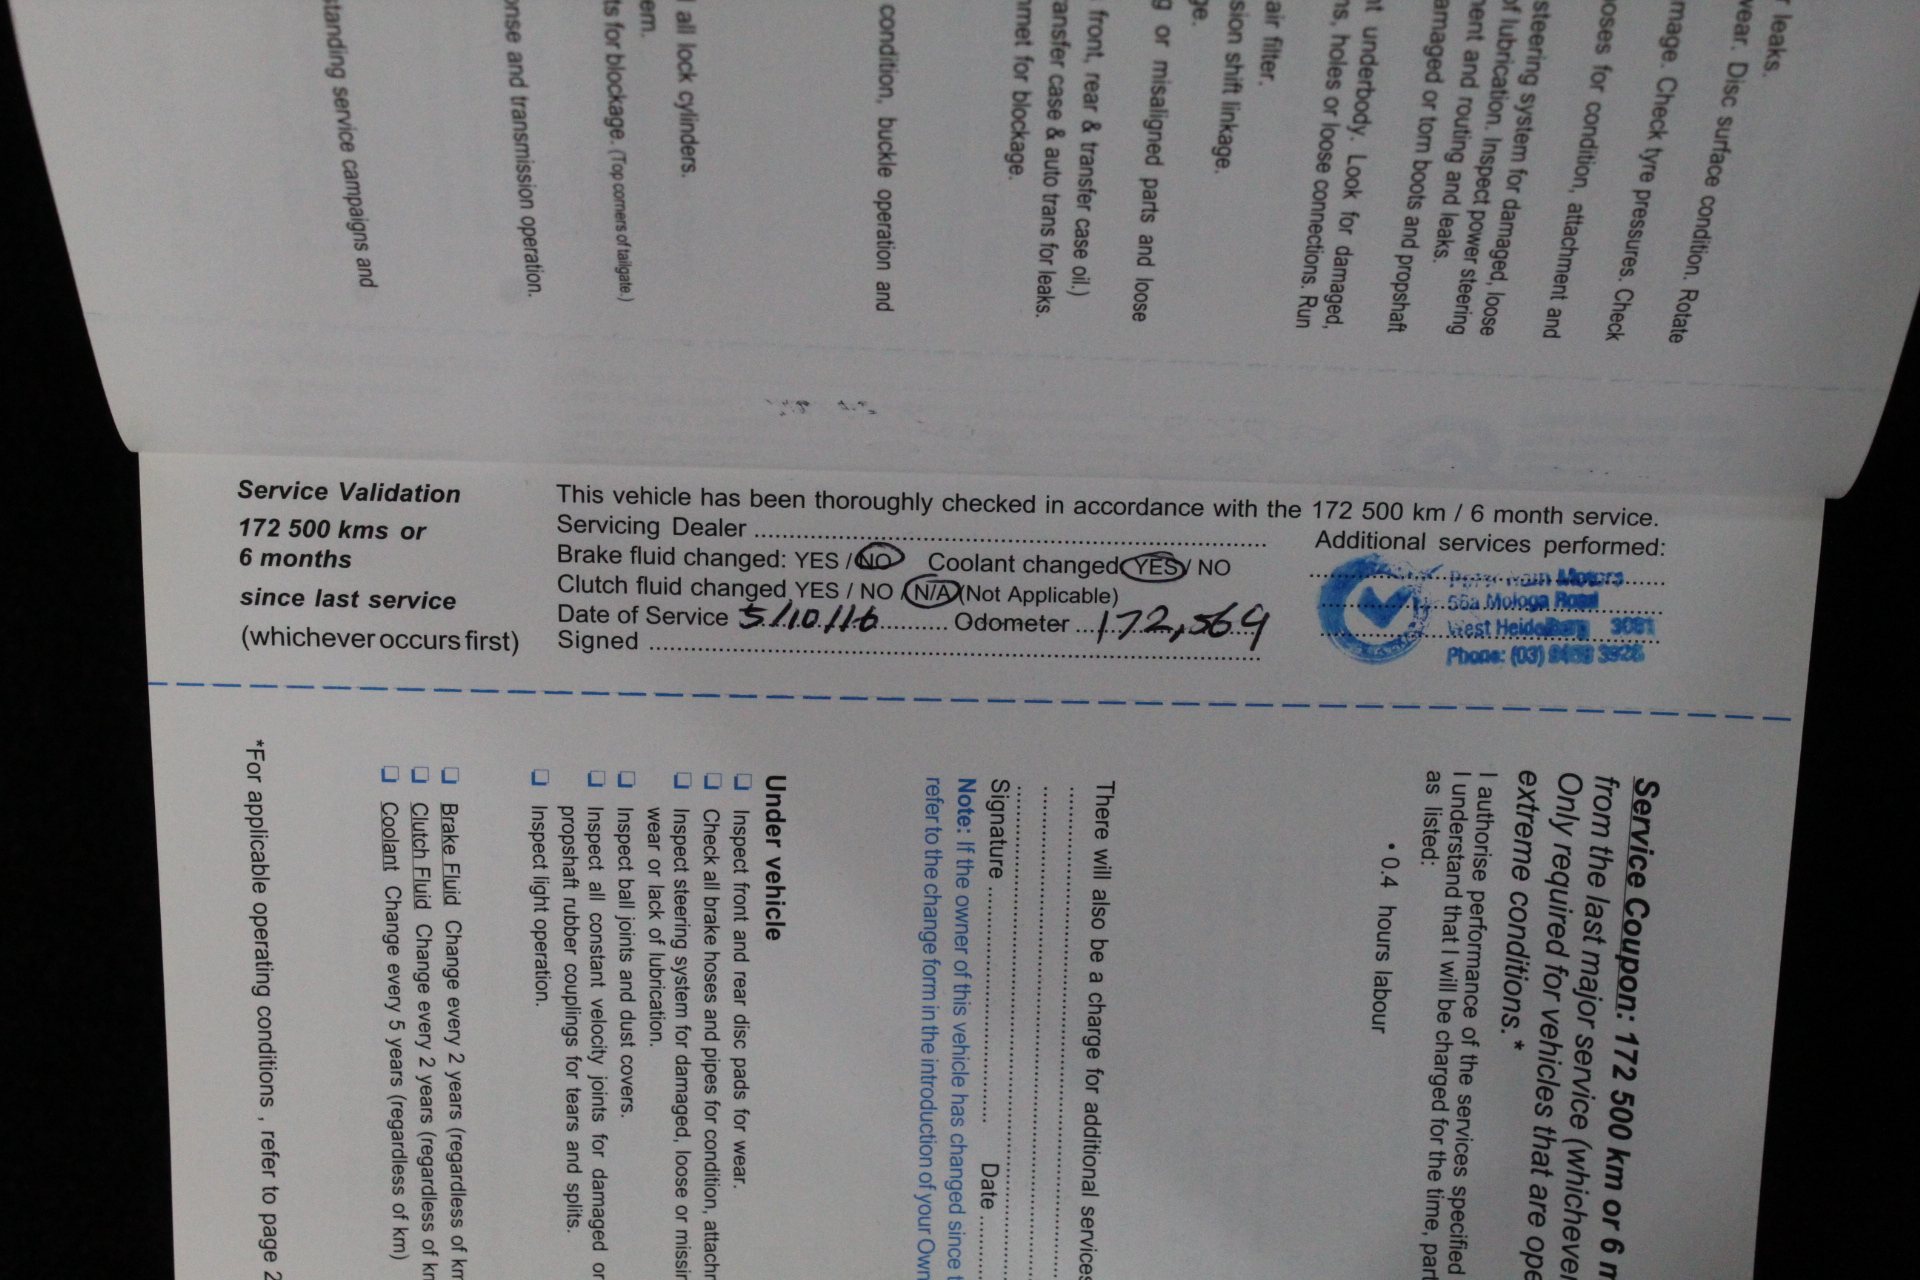 r leaks.
wear. Disc surface condition. Rotate
mage. Check tyre pressures. Check
oses for condition, attachment and
steering system for damaged, loose
of lubrication. Inspect power steering
ment and routing and leaks.
amaged or torn boots and propshaft
nt underbody. Look for damaged,
ns, holes or loose connections. Run
air filter.
sion shift linkage.
ge.
g or misaligned parts and loose
front, rear & transfer case oil.)
ansfer case & auto trans for leaks.
mmet for blockage.
condition, buckle operation and
all lock cylinders.
em.
ts for blockage. (Top corners of tailgate.)
onse and transmission operation.
standing service campaigns and
Service Validation
172 500 kms or
6 months
since last service
(whichever occurs first)
This vehicle has been thoroughly checked in accordance with the 172 500 km / 6 month service.
Servicing Dealer
Brake fluid changed: YES / NO Coolant changed YES / NO
Clutch fluid changed YES / NO / N/A (Not Applicable)
Date of Service 5/10/16 Odometer 172,569
Signed
Additional services performed:
Motors
56a Mologa Road
West Heidelberg 3081
Phone: (03)
Service Coupon: 172 500 km or 6 m
from the last major service (whichever
Only required for vehicles that are ope
extreme conditions.*
I authorise performance of the services specified
I understand that I will be charged for the time, part
as listed:
• 0.4 hours labour
There will also be a charge for additional services
Signature Date
Note: If the owner of this vehicle has changed since t
refer to the change form in the introduction of your Own
Under vehicle
❑ Inspect front and rear disc pads for wear.
❑ Check all brake hoses and pipes for condition, attachm
❑ Inspect steering system for damaged, loose or missin
wear or lack of lubrication.
❑ Inspect ball joints and dust covers.
❑ Inspect all constant velocity joints for damaged or
propshaft rubber couplings for tears and splits.
❑ Inspect light operation.
❑ Brake Fluid Change every 2 years (regardless of km
❑ Clutch Fluid Change every 2 years (regardless of km
❑ Coolant Change every 5 years (regardless of km)
*For applicable operating conditions , refer to page 2